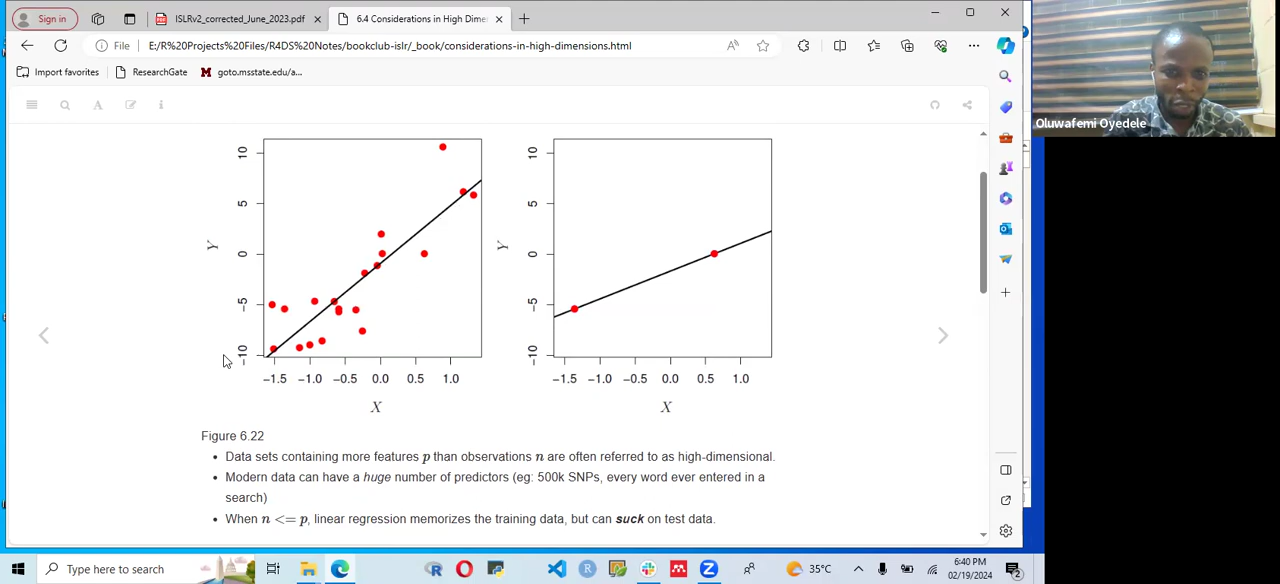 Sign in
ISLRv2_corrected_June_2023.pdf
6.4 Considerations in High Dimen
File
E:/R%20Projects%20Files/R4DS%20Notes/bookclub-islr/_book/considerations-in-high-dimensions.html
Import favorites
ResearchGate
goto.msstate.edu/a...
Oluwafemi Oyedele
10
5
0
−5
−10
Y
−1.5 −1.0 −0.5 0.0 0.5 1.0
X
10
5
0
−5
−10
Y
−1.5 −1.0 −0.5 0.0 0.5 1.0
X
Figure 6.22
• Data sets containing more features p than observations n are often referred to as high-dimensional.
• Modern data can have a huge number of predictors (eg: 500k SNPs, every word ever entered in a
search)
• When n <= p, linear regression memorizes the training data, but can suck on test data.
Type here to search
35°C
6:40 PM
02/19/2024
2